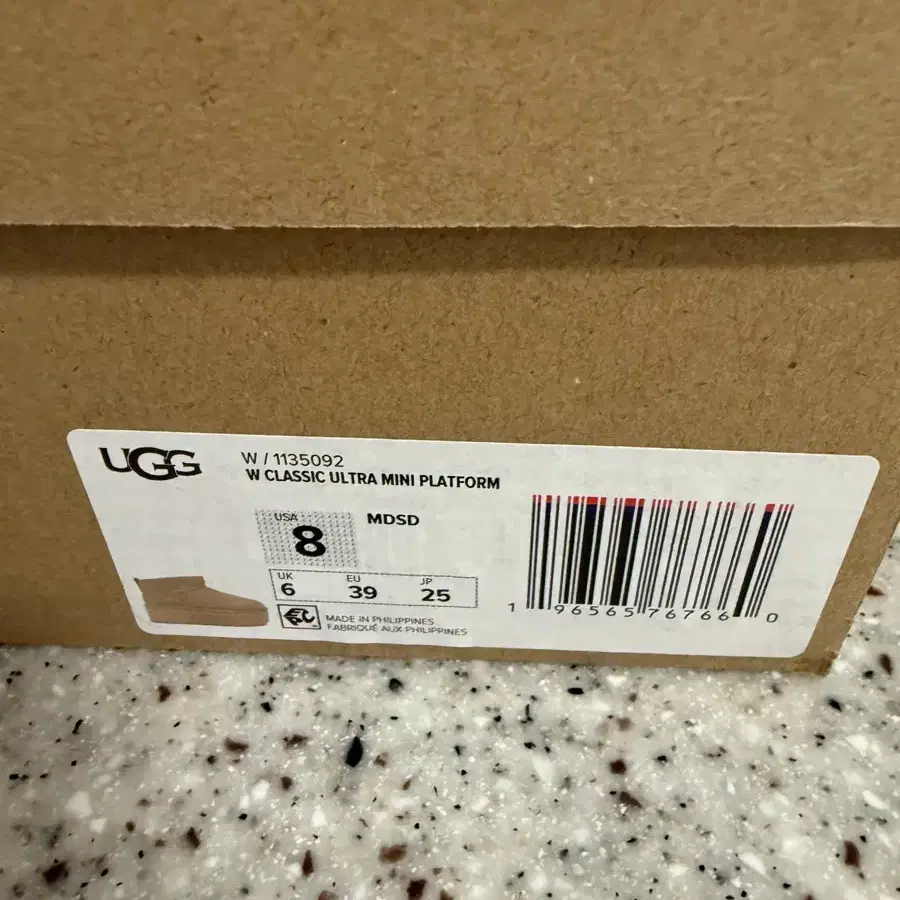 UGG
W / 1135092
W CLASSIC ULTRA MINI PLATFORM
USA
8
MDSD
UK
6
EU
39
JP
25
MADE IN PHILIPPINES
FABRIQUÉ AUX PHILIPPINES
1 96565 76766 0